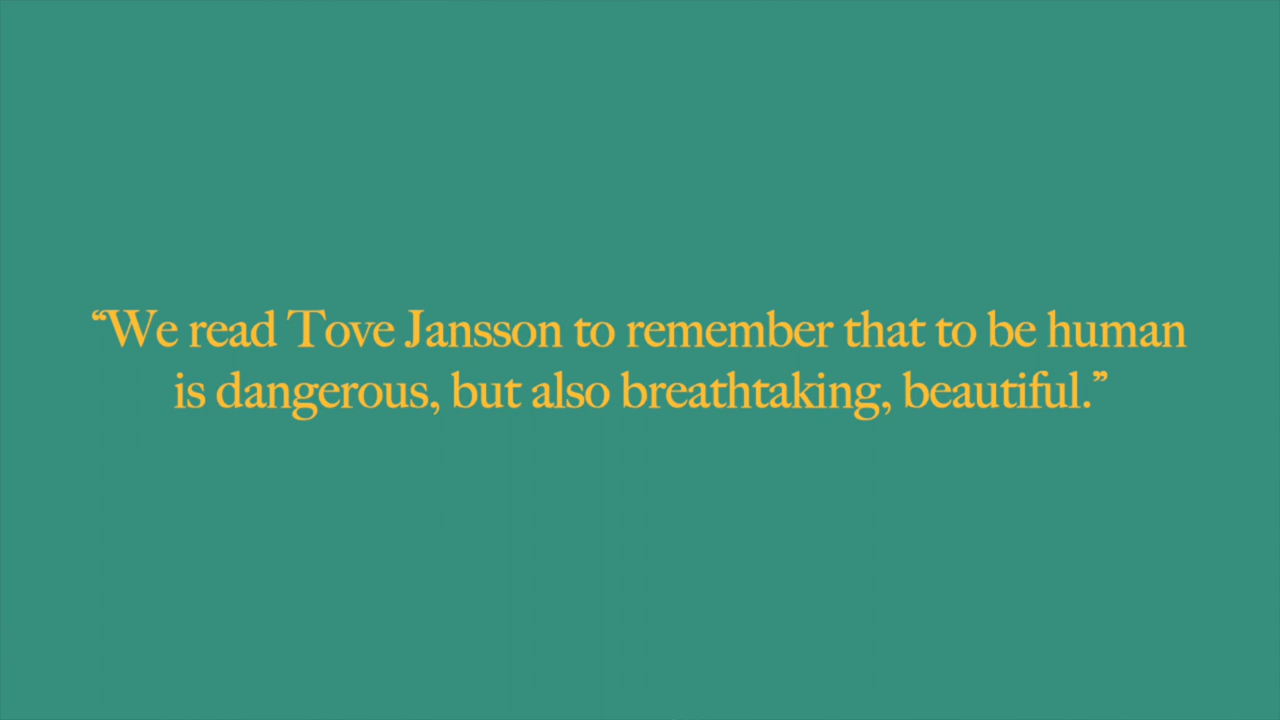 “We read Tove Jansson to remember that to be human
is dangerous, but also breathtaking, beautiful.”